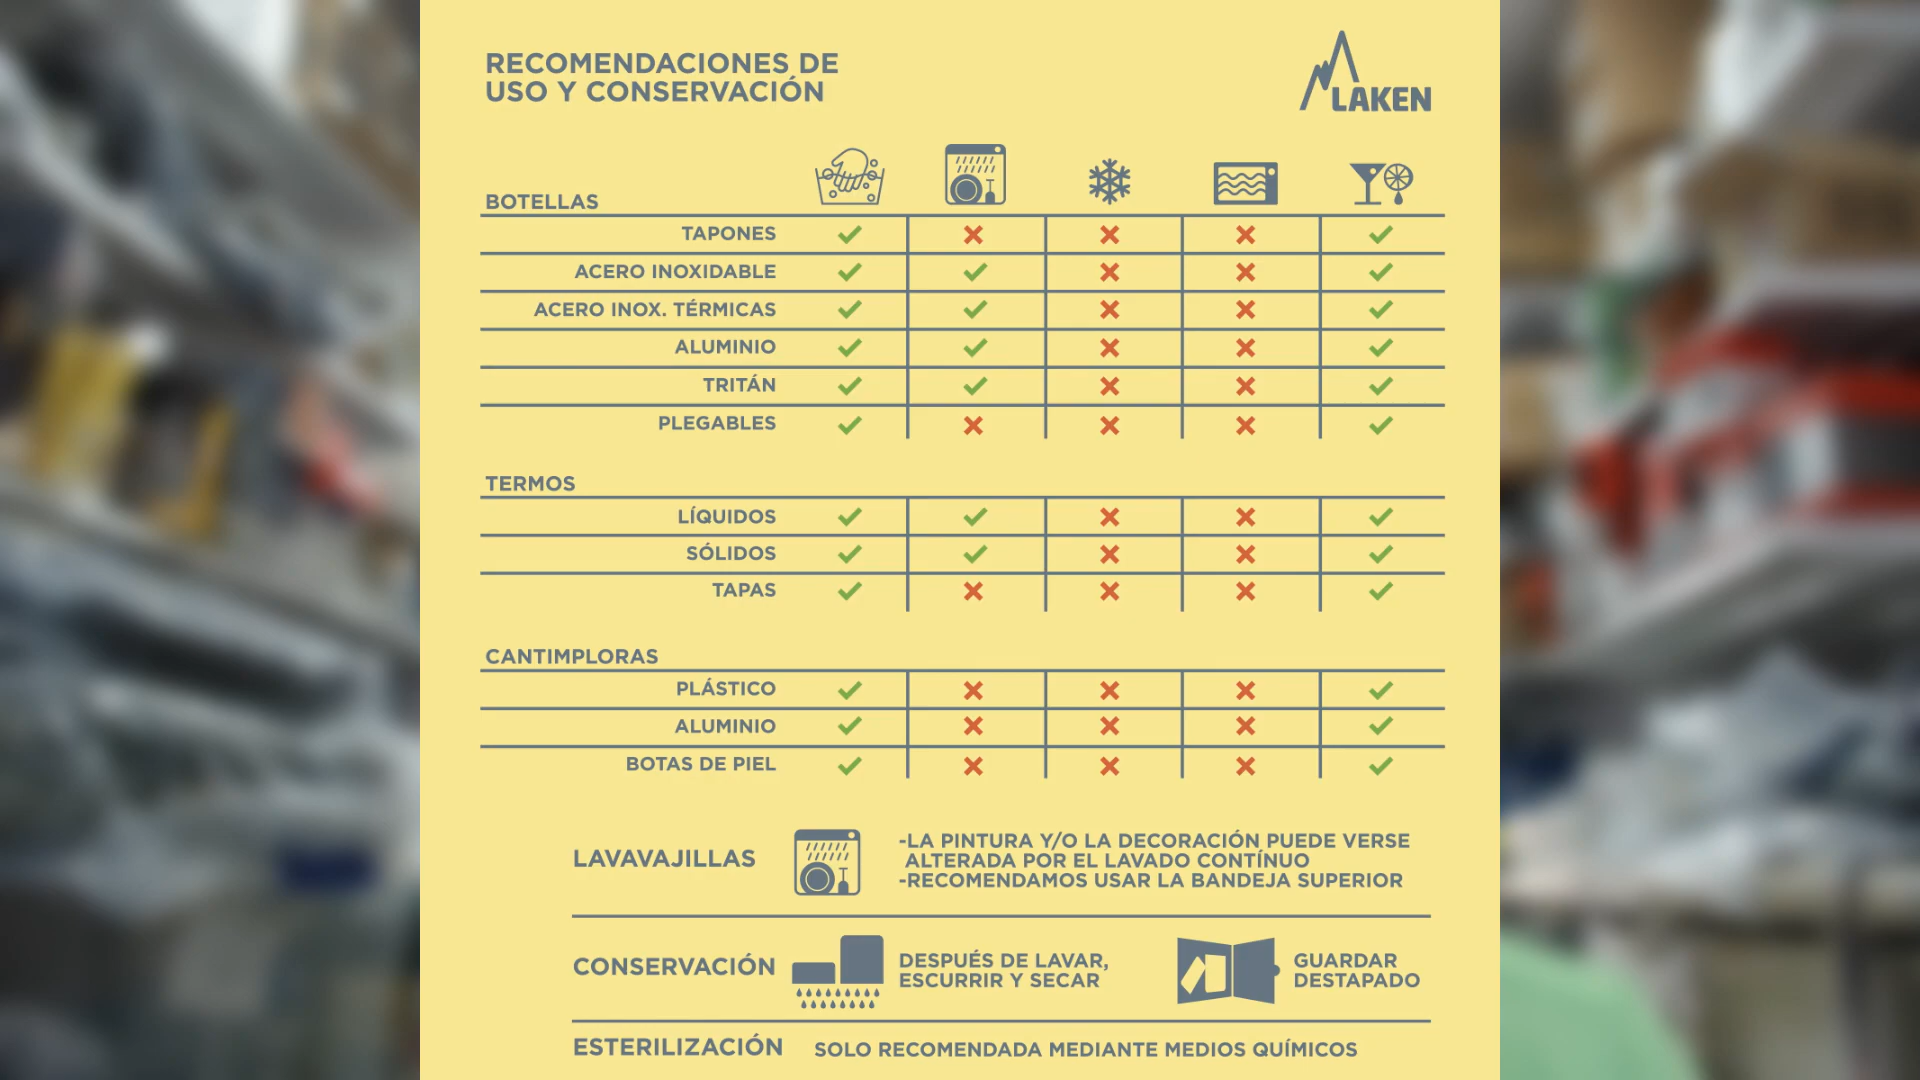 RECOMENDACIONES DE
USO Y CONSERVACIÓN
LAKEN
BOTELLAS
TAPONES
ACERO INOXIDABLE
ACERO INOX. TÉRMICAS
ALUMINIO
TRITÁN
PLEGABLES
TERMOS
LÍQUIDOS
SÓLIDOS
TAPAS
CANTIMPLORAS
PLÁSTICO
ALUMINIO
BOTAS DE PIEL
LAVAVAJILLAS
-LA PINTURA Y/O LA DECORACIÓN PUEDE VERSE
ALTERADA POR EL LAVADO CONTÍNUO
-RECOMENDAMOS USAR LA BANDEJA SUPERIOR
CONSERVACIÓN
DESPUÉS DE LAVAR,
ESCURRIR Y SECAR
GUARDAR
DESTAPADO
ESTERILIZACIÓN
SOLO RECOMENDADA MEDIANTE MEDIOS QUÍMICOS